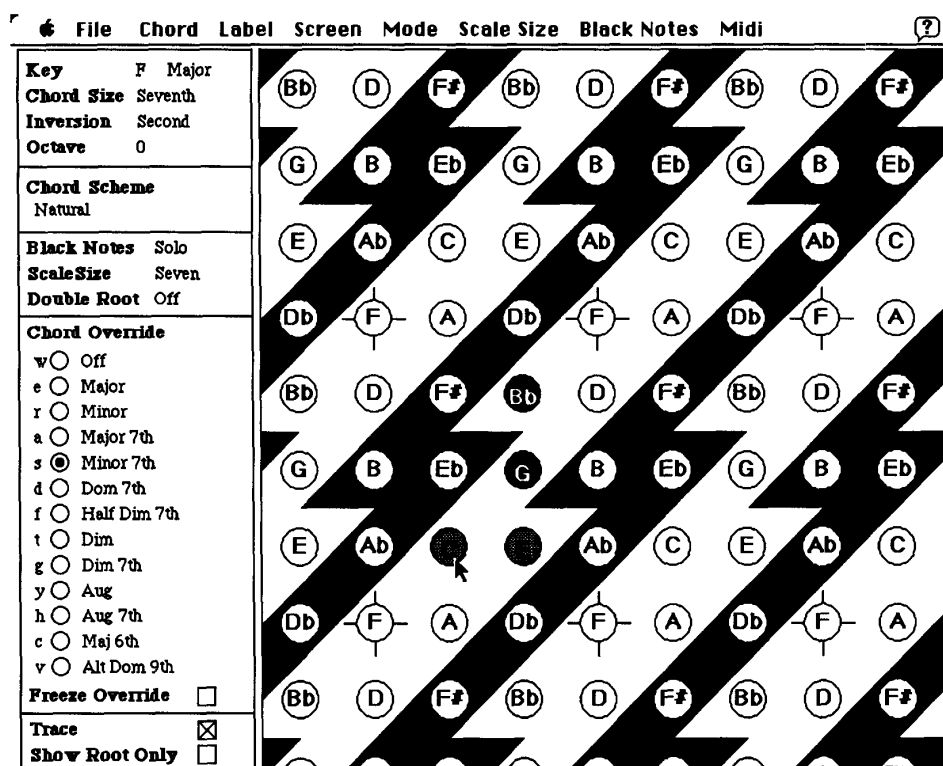 File Chord Label Screen Mode Scale Size Black Notes Midi ?
Key F Major
Chord Size Seventh
Inversion Second
Octave 0
Chord Scheme
Natural
Black Notes Solo
ScaleSize Seven
Double Root Off
Chord Override
w Off
e Major
r Minor
a Major 7th
s Minor 7th
d Dom 7th
f Half Dim 7th
t Dim
g Dim 7th
y Aug
h Aug 7th
c Maj 6th
v Alt Dom 9th
Freeze Override
Trace
Show Root Only
Bb D F# Bb D F# Bb D F#
G B Eb G B Eb G B Eb
E Ab C E Ab C E Ab C
Db F A Db F A Db F A
Bb D F# Bb D F# Bb D F#
G B Eb G B Eb G B Eb
E Ab Ab C E Ab C
Db F A Db F A Db F A
Bb D F# Bb D F# Bb D F#